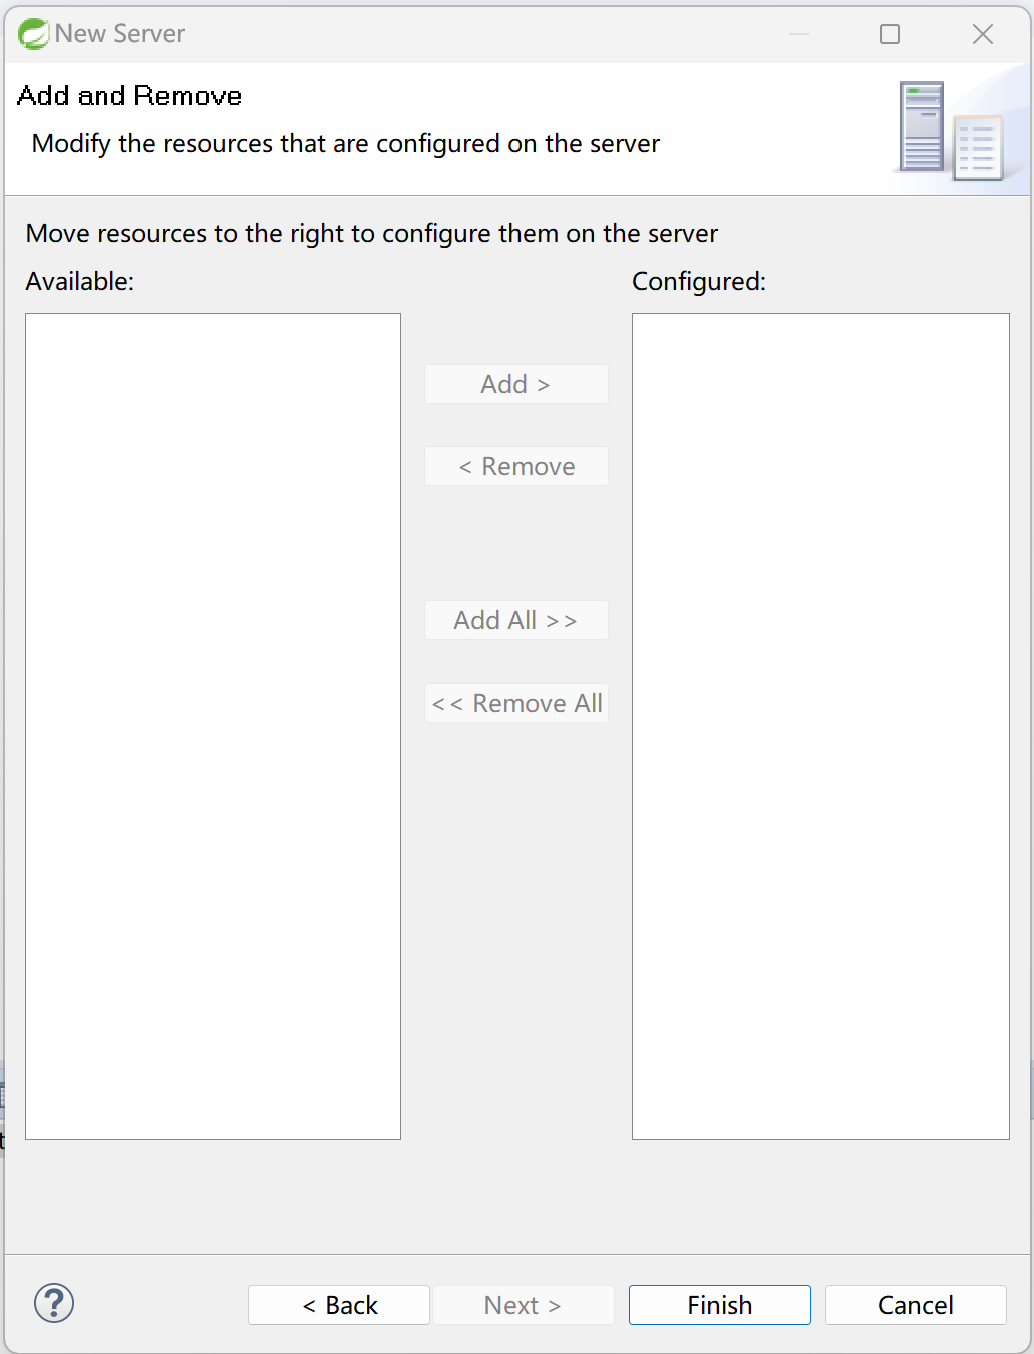 New Server
Add and Remove
Modify the resources that are configured on the server
Move resources to the right to configure them on the server
Available:
Configured:
Add >
< Remove
Add All >>
<< Remove All
?
< Back
Next >
Finish
Cancel